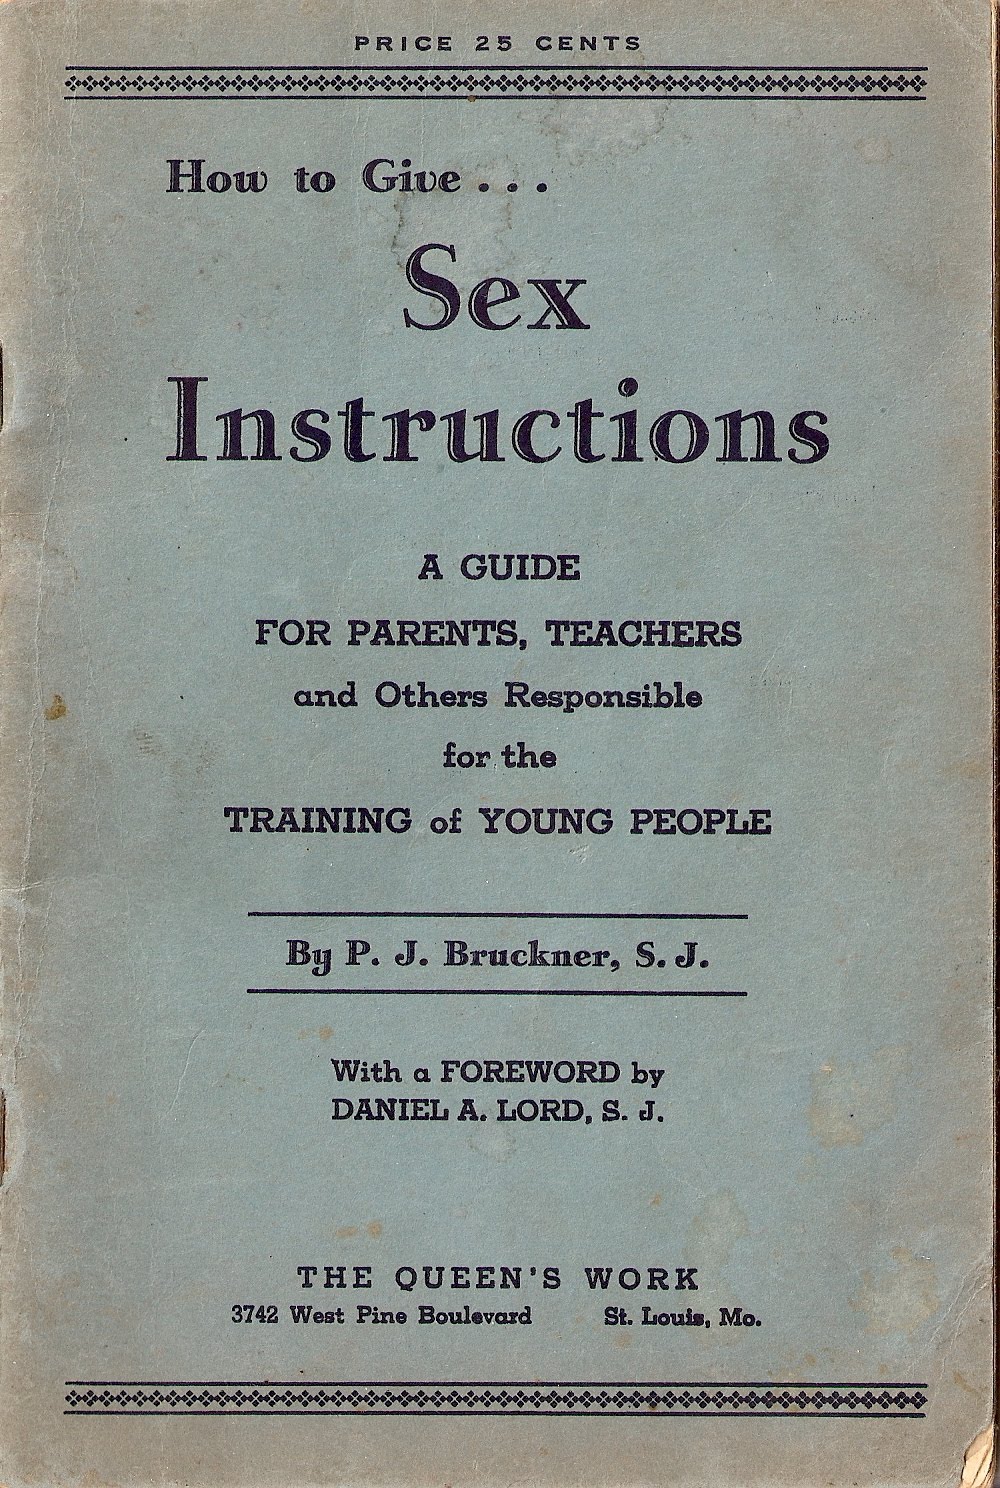 PRICE 25 CENTS
How to Give . . .
Sex
Instructions
A GUIDE
FOR PARENTS, TEACHERS
and Others Responsible
for the
TRAINING of YOUNG PEOPLE
By P. J. Bruckner, S. J.
With a FOREWORD by
DANIEL A. LORD, S. J.
THE QUEEN'S WORK
3742 West Pine Boulevard St. Louis, Mo.